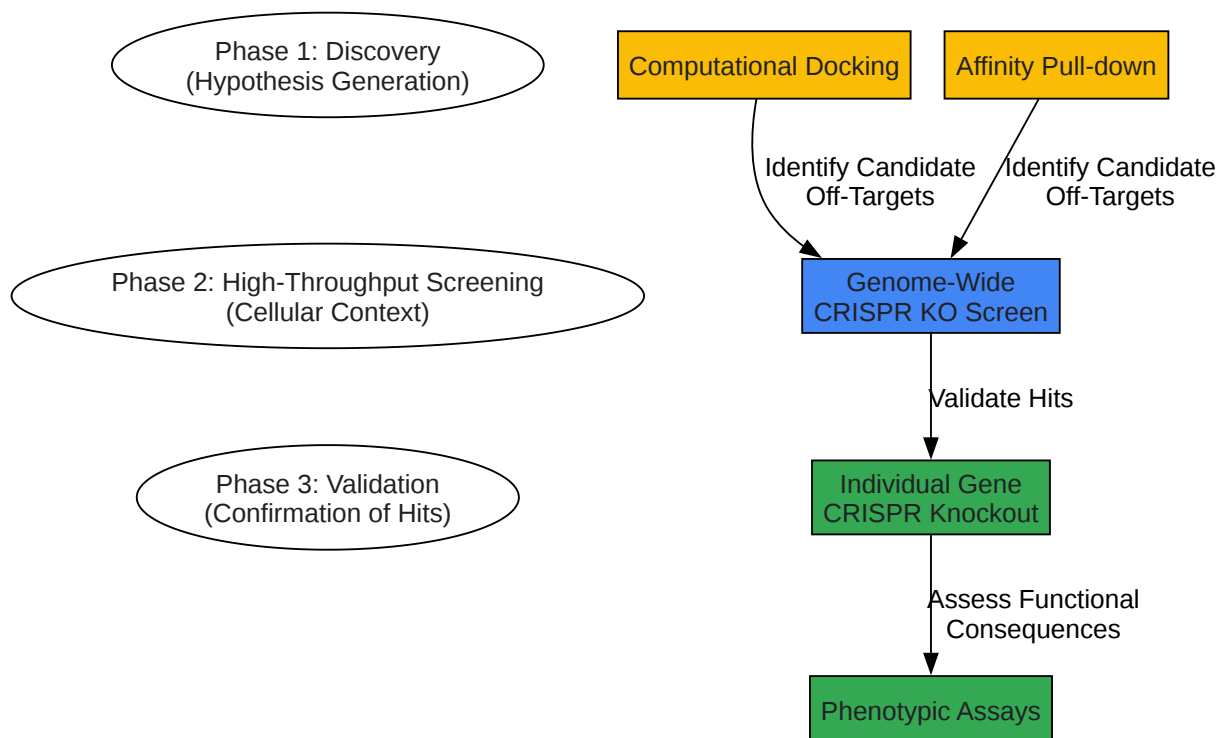 Phase 1: Discovery
(Hypothesis Generation)
Computational Docking
Affinity Pull-down
Identify Candidate
Off-Targets
Identify Candidate
Off-Targets
Phase 2: High-Throughput Screening
(Cellular Context)
Genome-Wide
CRISPR KO Screen
Validate Hits
Phase 3: Validation
(Confirmation of Hits)
Individual Gene
CRISPR Knockout
Assess Functional
Consequences
Phenotypic Assays